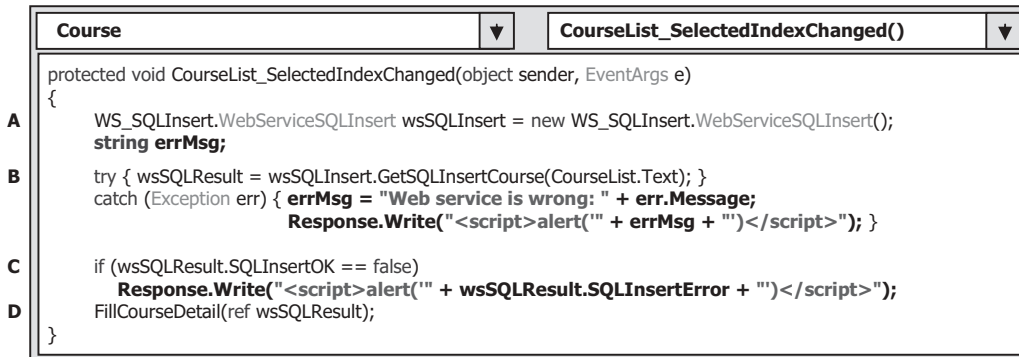 Course CourseList_SelectedIndexChanged()
protected void CourseList_SelectedIndexChanged(object sender, EventArgs e)
{
A WS_SQLInsert.WebServiceSQLInsert wsSQLInsert = new WS_SQLInsert.WebServiceSQLInsert();
string errMsg;
B try { wsSQLResult = wsSQLInsert.GetSQLInsertCourse(CourseList.Text); }
catch (Exception err) { errMsg = "Web service is wrong: " + err.Message;
Response.Write("<script>alert('" + errMsg + "')</script>"); }
C if (wsSQLResult.SQLInsertOK == false)
Response.Write("<script>alert('" + wsSQLResult.SQLInsertError + "')</script>");
D FillCourseDetail(ref wsSQLResult);
}